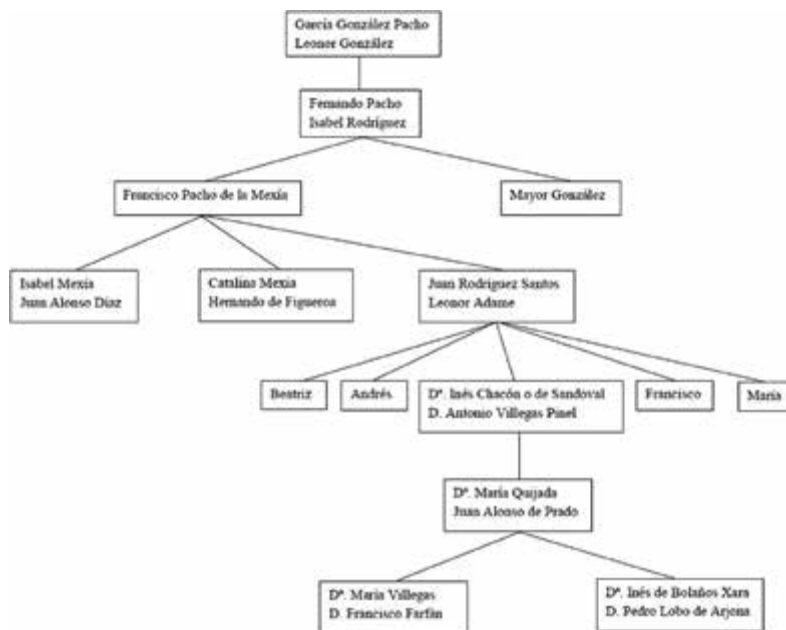 García González Pacho
Leonor González
Fernando Pacho
Isabel Rodríguez
Francisco Pacho de la Mexía
Mayor González
Isabel Mexía
Juan Alonso Díaz
Catalina Mexía
Hernando de Figueroa
Juan Rodríguez Santos
Leonor Adame
Beatriz
Andrés
Dª. Inés Chacón o de Sandoval
D. Antonio Villegas Pinel
Francisco
María
Dª. María Quijada
Juan Alonso de Prado
Dª. María Villegas
D. Francisco Farfán
Dª. Inés de Bolaños Xara
D. Pedro Lobo de Arjona